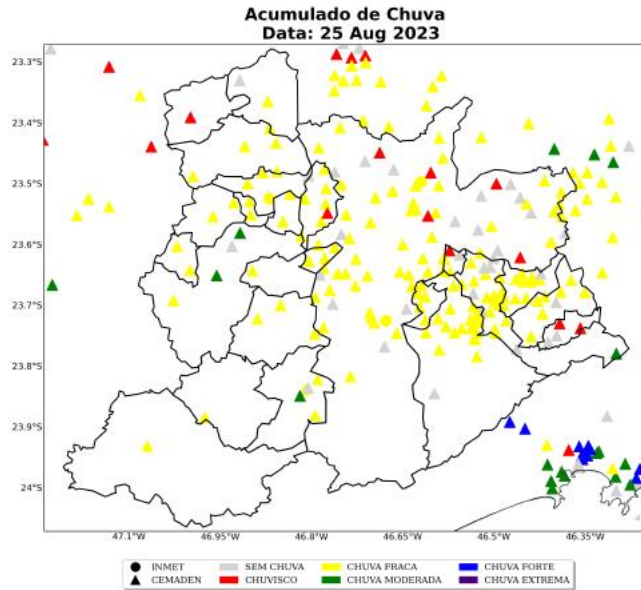 Acumulado de Chuva
Data: 25 Aug 2023
23.1°S
23.4°S
23.5°S
23.6°S
23.7°S
23.8°S
23.9°S
24°S
47.1°W
46.95°W
46.8°W
46.65°W
46.5°W
46.35°W
INMET SEM CHUVA CHUVA FRACA CHUVA FORTE
CEMADEN CHUVISCO CHUVA MODERADA CHUVA EXTREMA